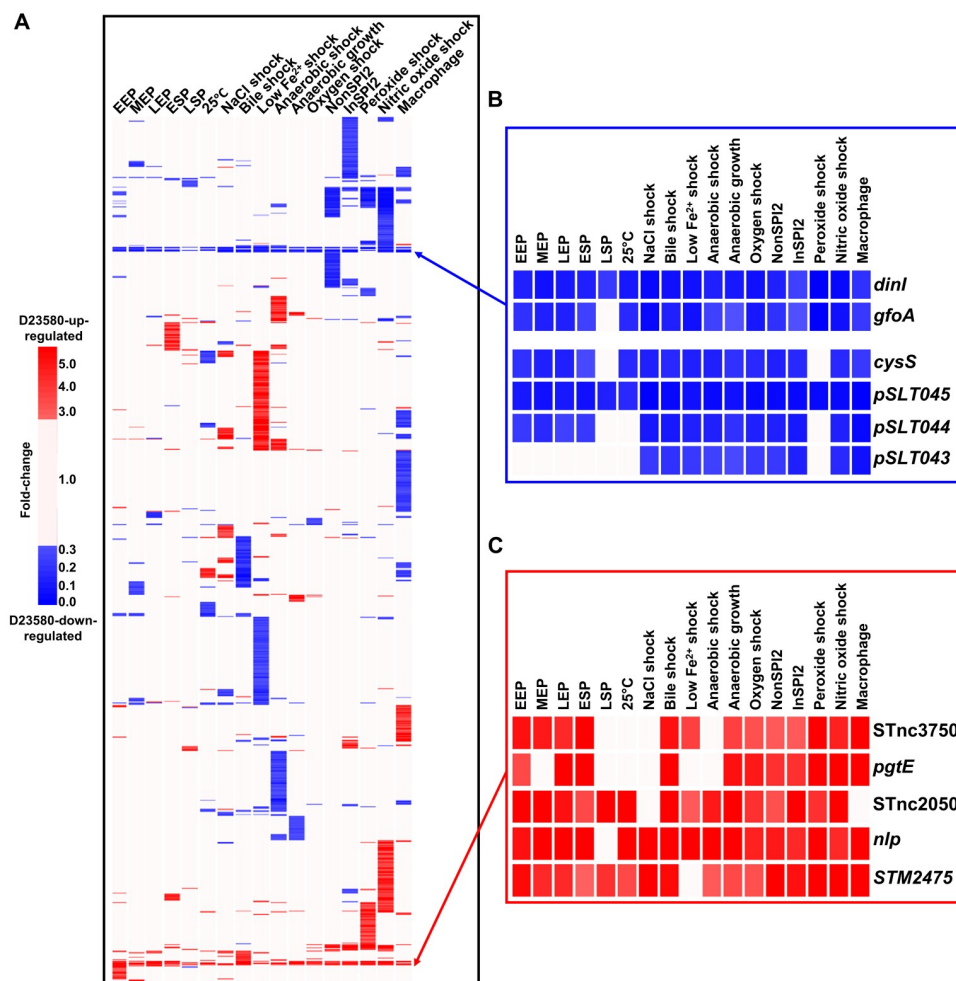 A
EEP
MEP
LEP
ESP
LSP
25°C
NaCl shock
Bile shock
Low Fe²⁺ shock
Anaerobic shock
Anaerobic growth
Oxygen shock
NonSPI2
InSPI2
Peroxide shock
Nitric oxide shock
Macrophage
D23580-up-
regulated
5.0
4.0
3.0
1.0
0.3
0.2
0.1
0.0
Fold-change
D23580-down-
regulated
B
EEP
MEP
LEP
ESP
LSP
25°C
NaCl shock
Bile shock
Low Fe²⁺ shock
Anaerobic shock
Anaerobic growth
Oxygen shock
NonSPI2
InSPI2
Peroxide shock
Nitric oxide shock
Macrophage
dinI
gfoA
cysS
pSLT045
pSLT044
pSLT043
C
EEP
MEP
LEP
ESP
LSP
25°C
NaCl shock
Bile shock
Low Fe²⁺ shock
Anaerobic shock
Anaerobic growth
Oxygen shock
NonSPI2
InSPI2
Peroxide shock
Nitric oxide shock
Macrophage
STnc3750
pgtE
STnc2050
nlp
STM2475